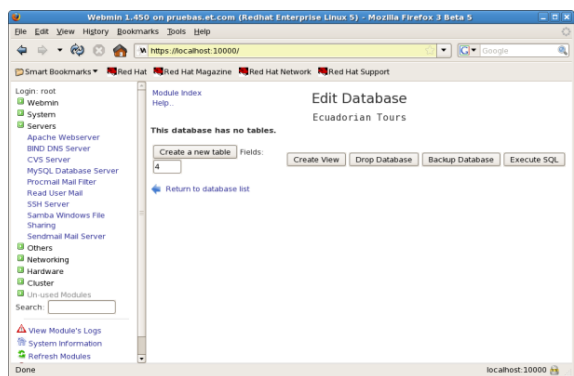 Webmin 1.450 on pruebas.et.com (Redhat Enterprise Linux 5) - Mozilla Firefox 3 Beta 5
File Edit View History Bookmarks Tools Help
https://localhost:10000/
Google
Smart Bookmarks Red Hat Red Hat Magazine Red Hat Network Red Hat Support
Login: root
Webmin
System
Servers
Apache Webserver
BIND DNS Server
CVS Server
MySQL Database Server
Procmail Mail Filter
Read User Mail
SSH Server
Samba Windows File
Sharing
Sendmail Mail Server
Others
Networking
Hardware
Cluster
Un-used Modules
Search:
View Module's Logs
System Information
Refresh Modules
Module Index
Help..
Edit Database
Ecuadorian Tours
This database has no tables.
Create a new table Fields:
4
Create View Drop Database Backup Database Execute SQL
Return to database list
Done
localhost:10000